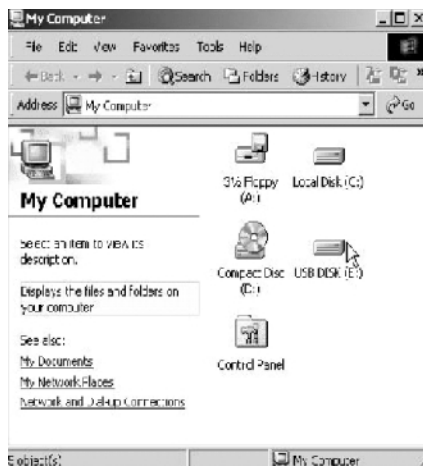 My Computer
File Edit View Favorites Tools Help
Back Search Folders History
Address My Computer Go
My Computer
Select an item to view its
description.
Displays the files and folders on
your computer
See also:
My Documents
My Network Places
Network and Dial-up Connections
3½ Floppy
(A:)
Local Disk (C:)
Compact Disc
(D:)
USB DISK (E:)
Control Panel
5 object(s) My Computer